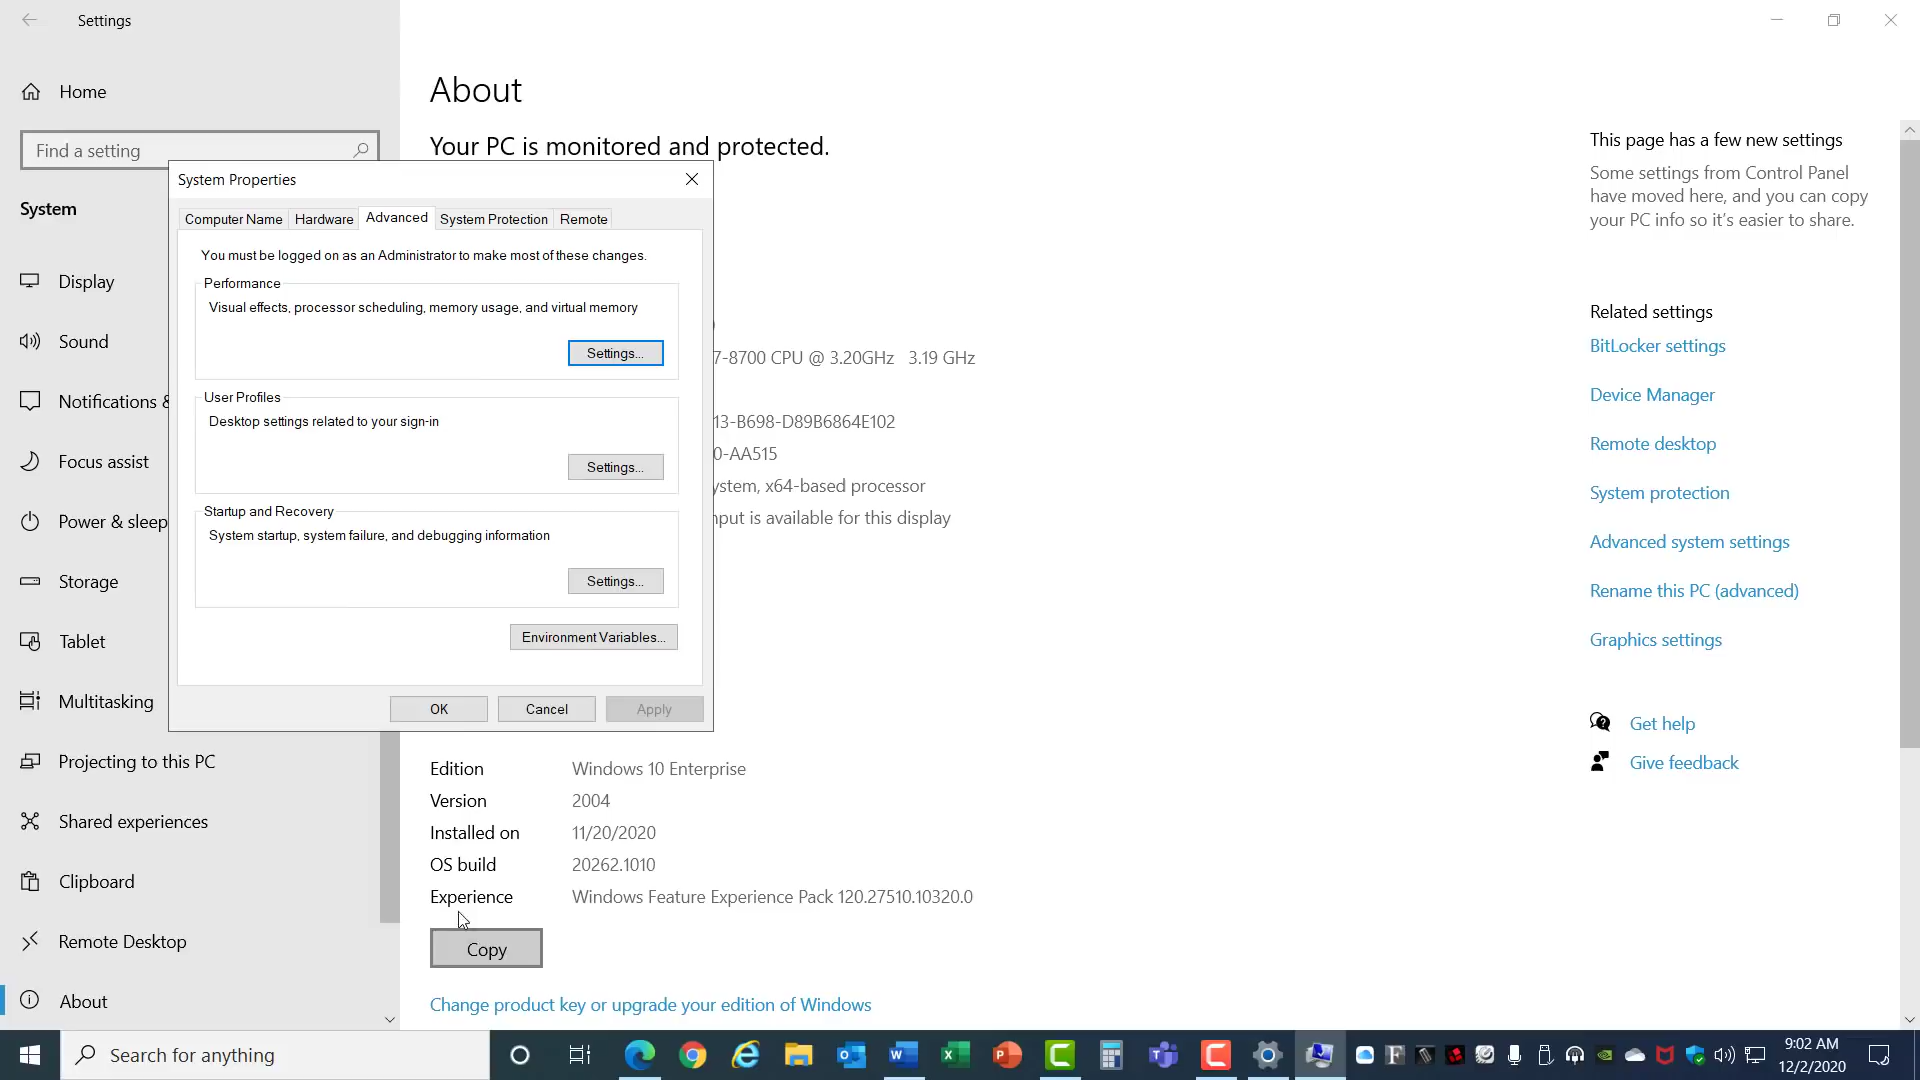 Settings
Home
Find a setting
System
Display
Sound
Notifications &
Focus assist
Power & sleep
Storage
Tablet
Multitasking
Projecting to this PC
Shared experiences
Clipboard
Remote Desktop
About
About
Your PC is monitored and protected.
7-8700 CPU @ 3.20GHz 3.19 GHz
13-B698-D89B6864E102
0-AA515
ystem, x64-based processor
nput is available for this display
System Properties
Computer Name Hardware Advanced System Protection Remote
You must be logged on as an Administrator to make most of these changes.
Performance
Visual effects, processor scheduling, memory usage, and virtual memory
Settings...
User Profiles
Desktop settings related to your sign-in
Settings...
Startup and Recovery
System startup, system failure, and debugging information
Settings...
Environment Variables...
OK Cancel Apply
Edition Windows 10 Enterprise
Version 2004
Installed on 11/20/2020
OS build 20262.1010
Experience Windows Feature Experience Pack 120.27510.10320.0
Copy
Change product key or upgrade your edition of Windows
This page has a few new settings
Some settings from Control Panel
have moved here, and you can copy
your PC info so it's easier to share.
Related settings
BitLocker settings
Device Manager
Remote desktop
System protection
Advanced system settings
Rename this PC (advanced)
Graphics settings
Get help
Give feedback
Search for anything
9:02 AM
12/2/2020